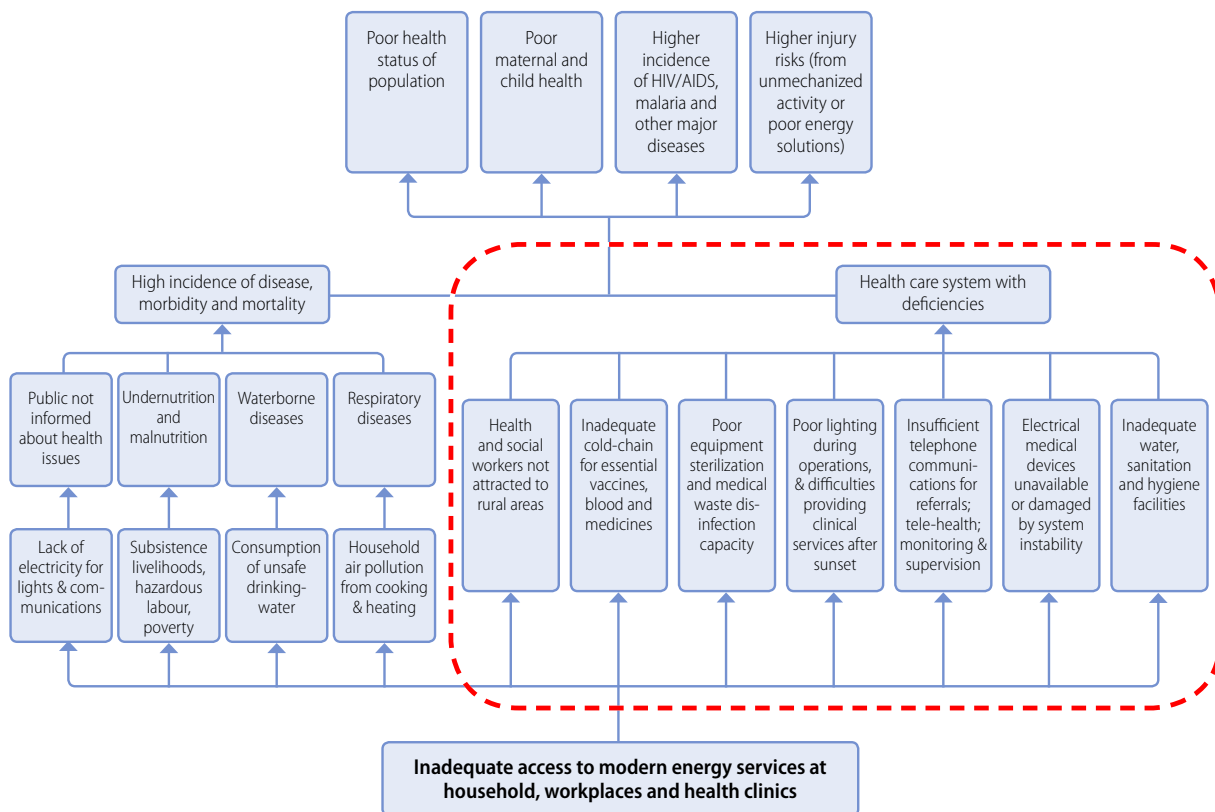 Poor health
status of
population
Poor
maternal and
child health
Higher
incidence
of HIV/AIDS,
malaria and
other major
diseases
Higher injury
risks (from
unmechanized
activity or
poor energy
solutions)
High incidence of disease,
morbidity and mortality
Health care system with
deficiencies
Public not
informed
about health
issues
Undernutrition
and
malnutrition
Waterborne
diseases
Respiratory
diseases
Health
and social
workers not
attracted to
rural areas
Inadequate
cold-chain
for essential
vaccines,
blood and
medicines
Poor
equipment
sterilization
and medical
waste dis-
infection
capacity
Poor lighting
during
operations,
& difficulties
providing
clinical
services after
sunset
Insufficient
telephone
communi-
cations for
referrals;
tele-health;
monitoring &
supervision
Electrical
medical
devices
unavailable
or damaged
by system
instability
Inadequate
water,
sanitation
and hygiene
facilities
Lack of
electricity for
lights & com-
munications
Subsistence
livelihoods,
hazardous
labour,
poverty
Consumption
of unsafe
drinking-
water
Household
air pollution
from cooking
& heating
Inadequate access to modern energy services at
household, workplaces and health clinics